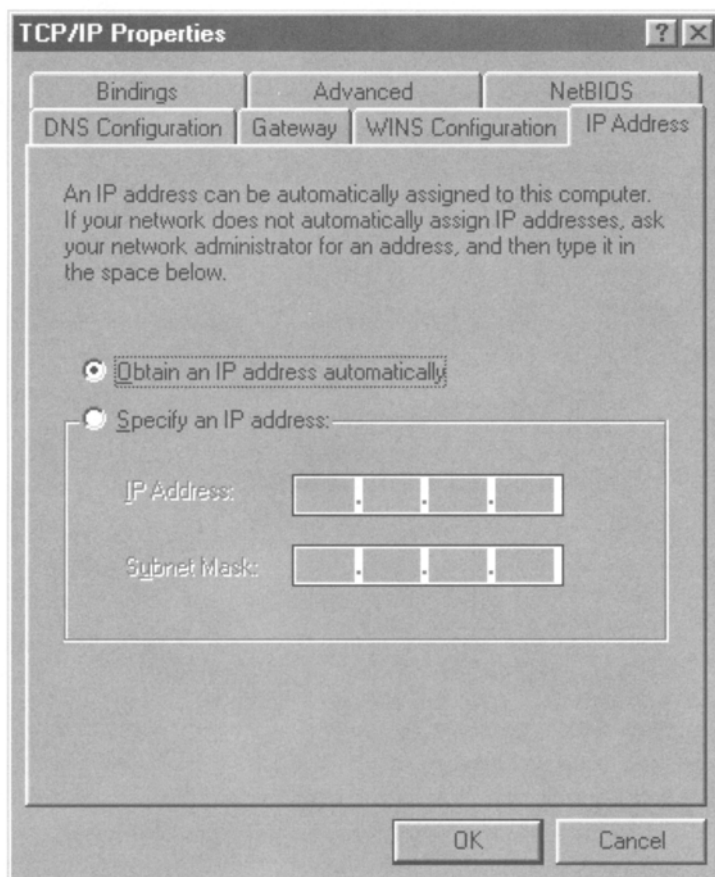 TCP/IP Properties
? X
Bindings Advanced NetBIOS
DNS Configuration Gateway WINS Configuration IP Address
An IP address can be automatically assigned to this computer.
If your network does not automatically assign IP addresses, ask
your network administrator for an address, and then type it in
the space below.
Obtain an IP address automatically
Specify an IP address:
IP Address:
. . .
Subnet Mask:
. . .
OK Cancel